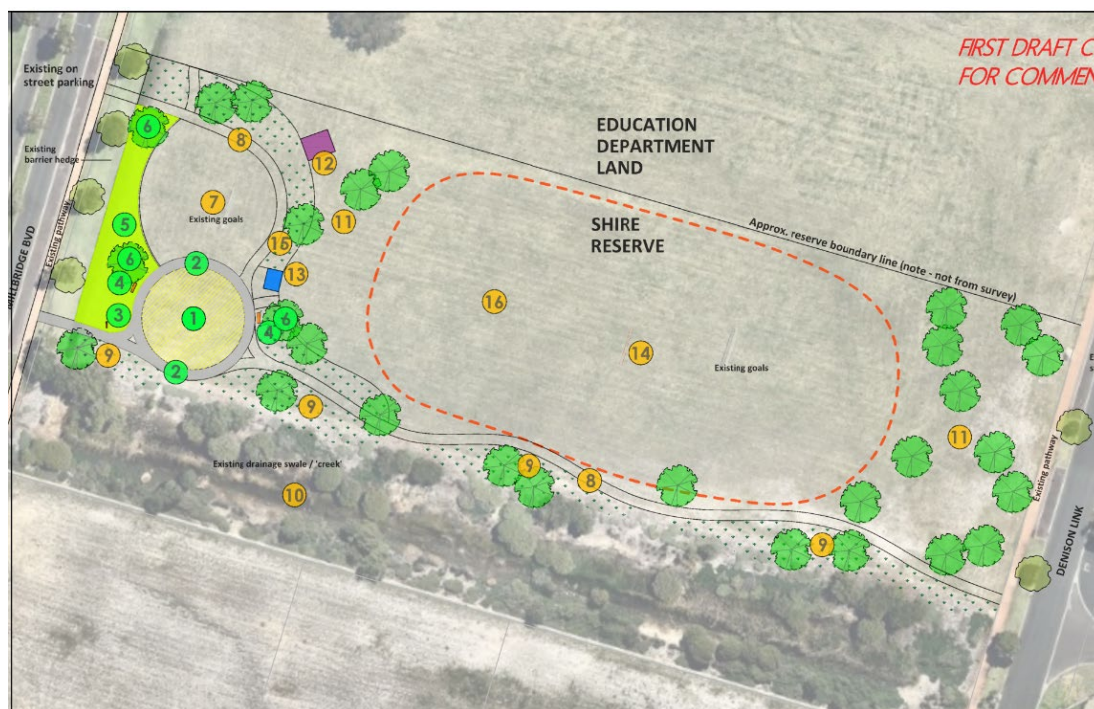 FIRST DRAFT C
FOR COMMEN
Existing on
street parking
EDUCATION
DEPARTMENT
LAND
6
8
Existing
barrier hedge
12
7
Existing goals
11
SHIRE
RESERVE
Approx. reserve boundary line (note - not from survey)
Existing pathway
MILLBRIDGE BVD
5
15
2
6
13
4
16
3
1
4
6
14
9
2
Existing goals
9
11
Existing drainage swale / 'creek'
9
8
10
Existing pathway
9
DENISON LINK